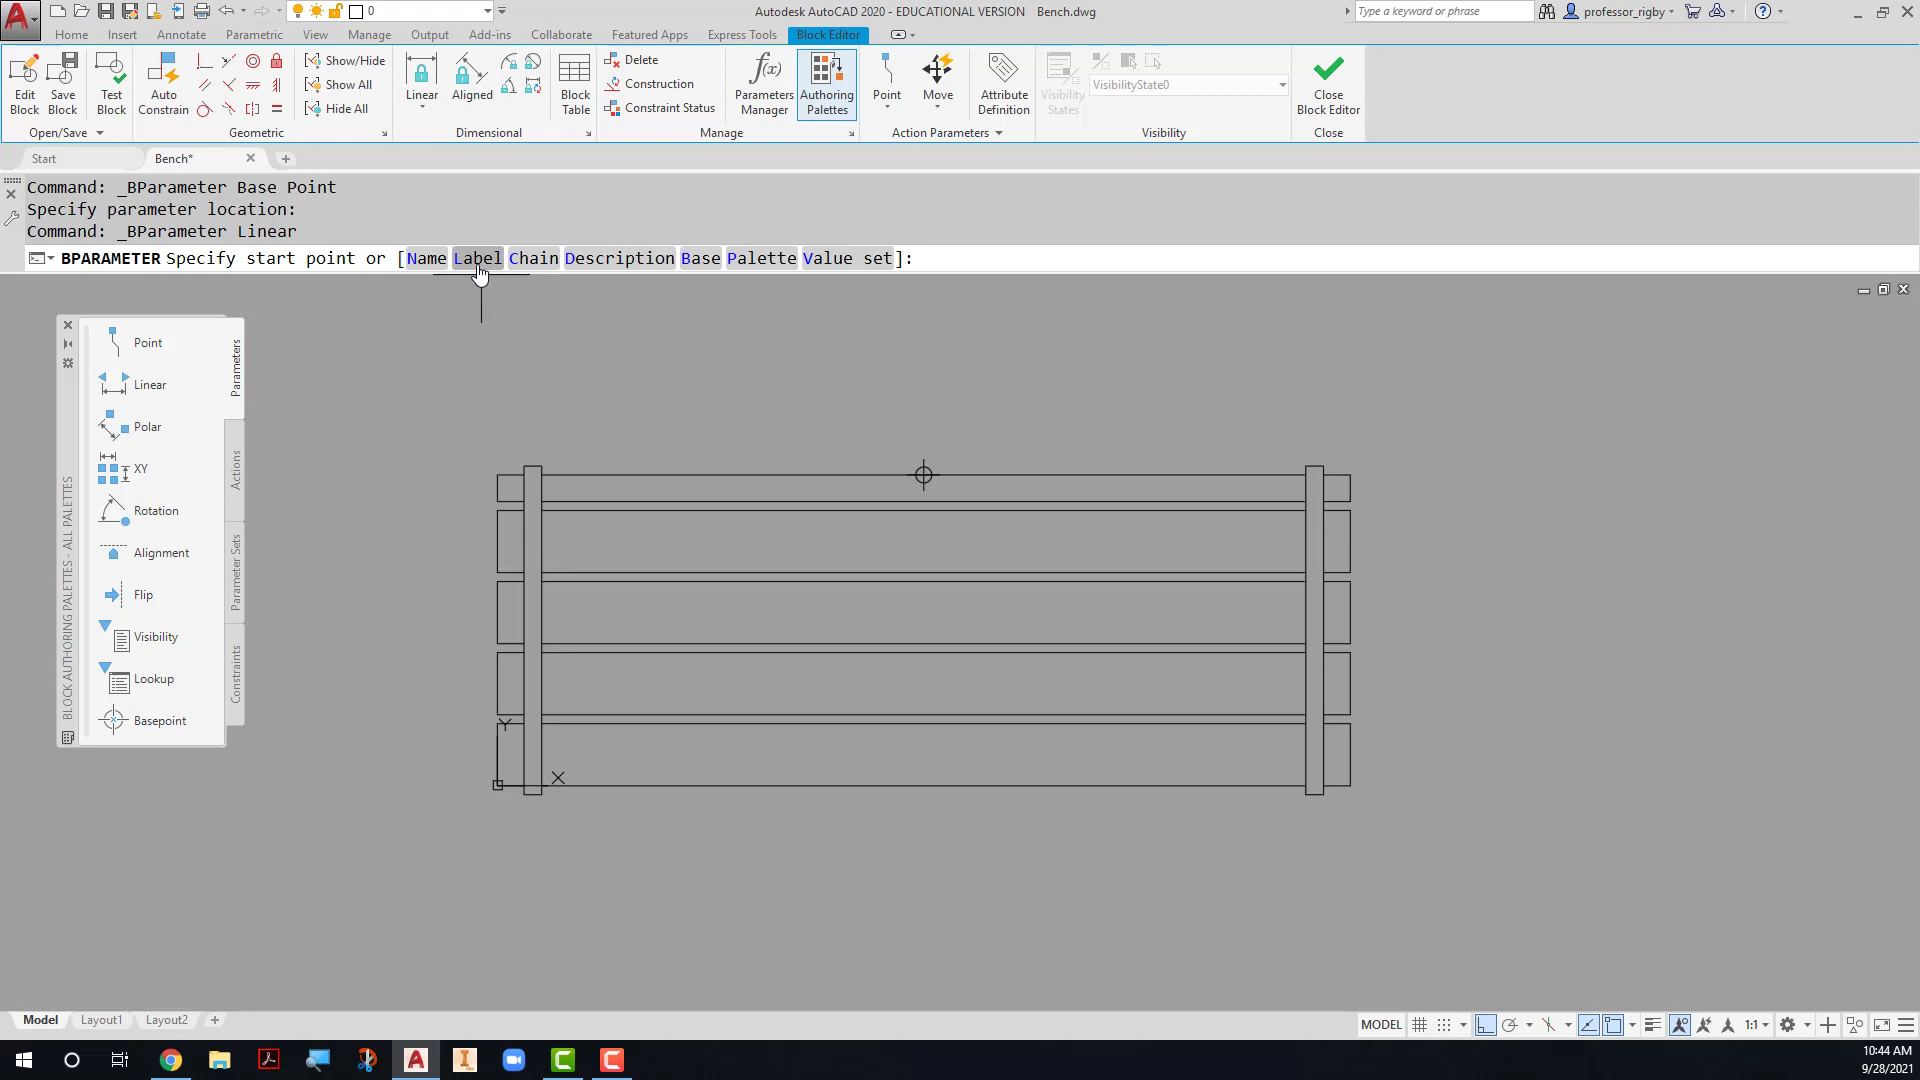 0
Autodesk AutoCAD 2020 - EDUCATIONAL VERSION Bench.dwg
Type a keyword or phrase
professor_rigby
Home Insert Annotate Parametric View Manage Output Add-ins Collaborate Featured Apps Express Tools Block Editor
Edit Block
Save Block
Test Block
Auto Constrain
Show/Hide
Show All
Hide All
Linear
Aligned
Block Table
Delete
Construction
Constraint Status
Parameters Manager
Authoring Palettes
Point
Move
Attribute Definition
Visibility States
VisibilityState0
Close Block Editor
Open/Save Geometric Dimensional Manage Action Parameters Visibility Close
Start Bench*
Command: _BParameter Base Point
Specify parameter location:
Command: _BParameter Linear
BPARAMETER Specify start point or [Name Label Chain Description Base Palette Value set]:
Point
Linear
Polar
XY
Rotation
Alignment
Flip
Visibility
Lookup
Basepoint
Parameters
Actions
Parameter Sets
Constraints
BLOCK AUTHORING PALETTES - ALL PALETTES
Y
X
Model Layout1 Layout2
MODEL 1:1
10:44 AM
9/28/2021